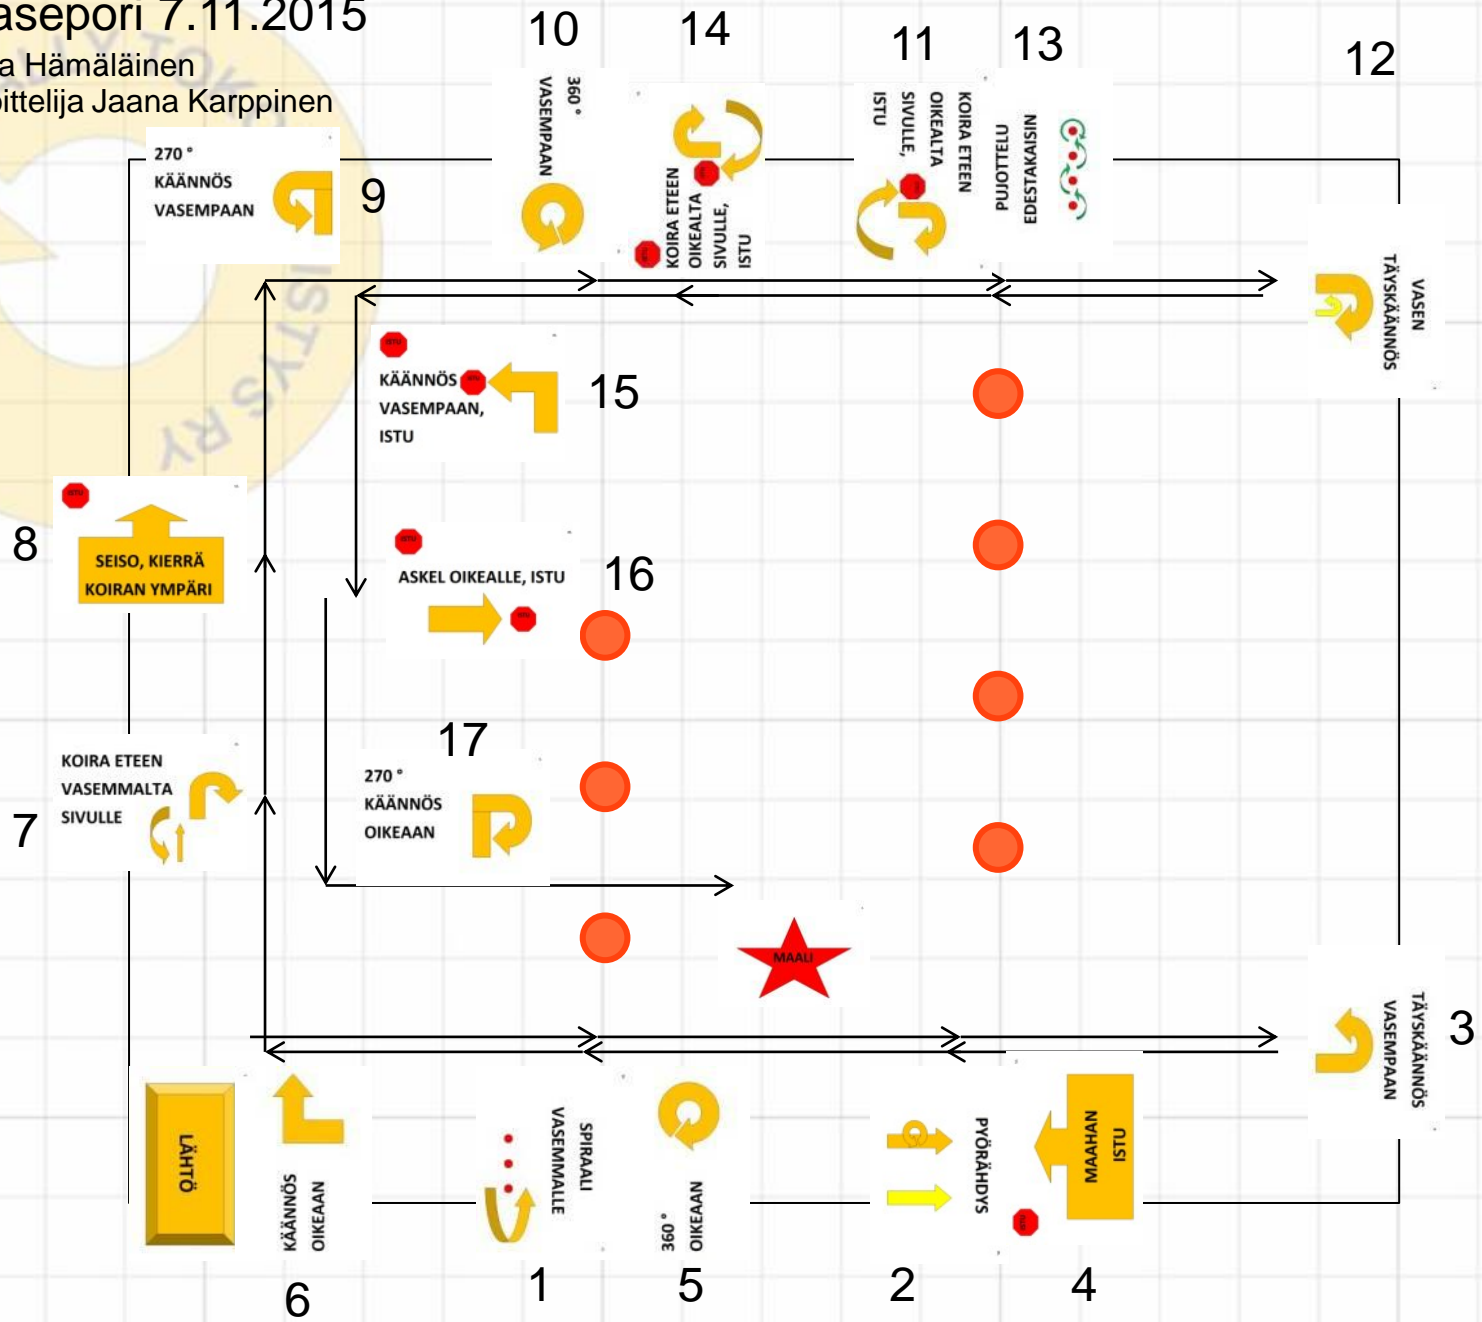 asepori 7.11.2015
a Hämäläinen
ittelija Jaana Karppinen
10
14
11
13
12
360 °
VASEMPAAN
KOIRA ETEEN
OIKEALTA
SIVULLE,
ISTU
KOIRA ETEEN
OIKEALTA
SIVULLE,
ISTU
PUJOTTELU
EDESTAKAISIN
270 °
KÄÄNNÖS
VASEMPAAN
9
VASEN
TÄYSKÄÄNNÖS
ISTU
KÄÄNNÖS
VASEMPAAN,
ISTU
15
ISTYS RY
8
ISTU
SEISO, KIERRÄ
KOIRAN YMPÄRI
ISTU
ASKEL OIKEALLE, ISTU
16
7
KOIRA ETEEN
VASEMMALTA
SIVULLE
17
270 °
KÄÄNNÖS
OIKEAAN
MAALI
TÄYSKÄÄNNÖS
VASEMPAAN
3
LÄHTÖ
KÄÄNNÖS
OIKEAAN
SPIRAALI
VASEMMALLE
360 °
OIKEAAN
PYÖRÄHDYS
MAAHAN
ISTU
ISTU
6
1
5
2
4